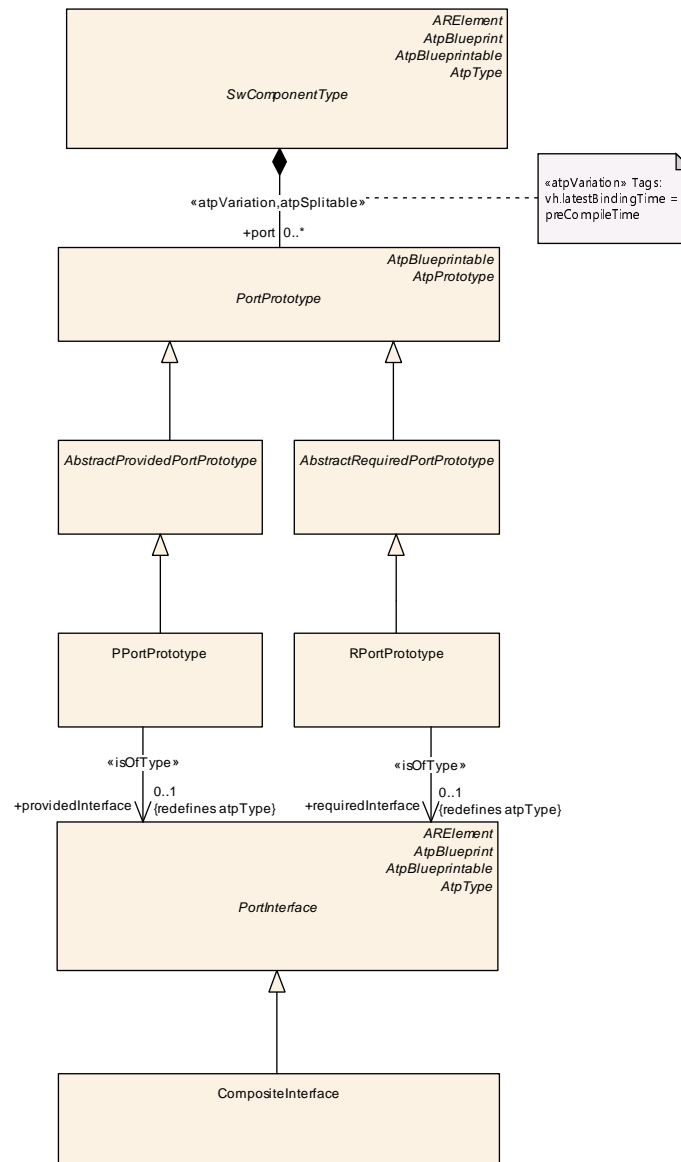 ARElement
AtpBlueprint
AtpBlueprintable
AtpType
SwComponentType
«atpVariation» Tags:
vh.latestBindingTime =
preCompileTime
«atpVariation,atpSplitable»
+port 0..*
AtpBlueprintable
AtpPrototype
PortPrototype
AbstractProvidedPortPrototype
AbstractRequiredPortPrototype
PPortPrototype
RPortPrototype
«isOfType»
«isOfType»
+providedInterface
0..1
{redefines atpType}
+requiredInterface
0..1
{redefines atpType}
ARElement
AtpBlueprint
AtpBlueprintable
AtpType
PortInterface
CompositeInterface